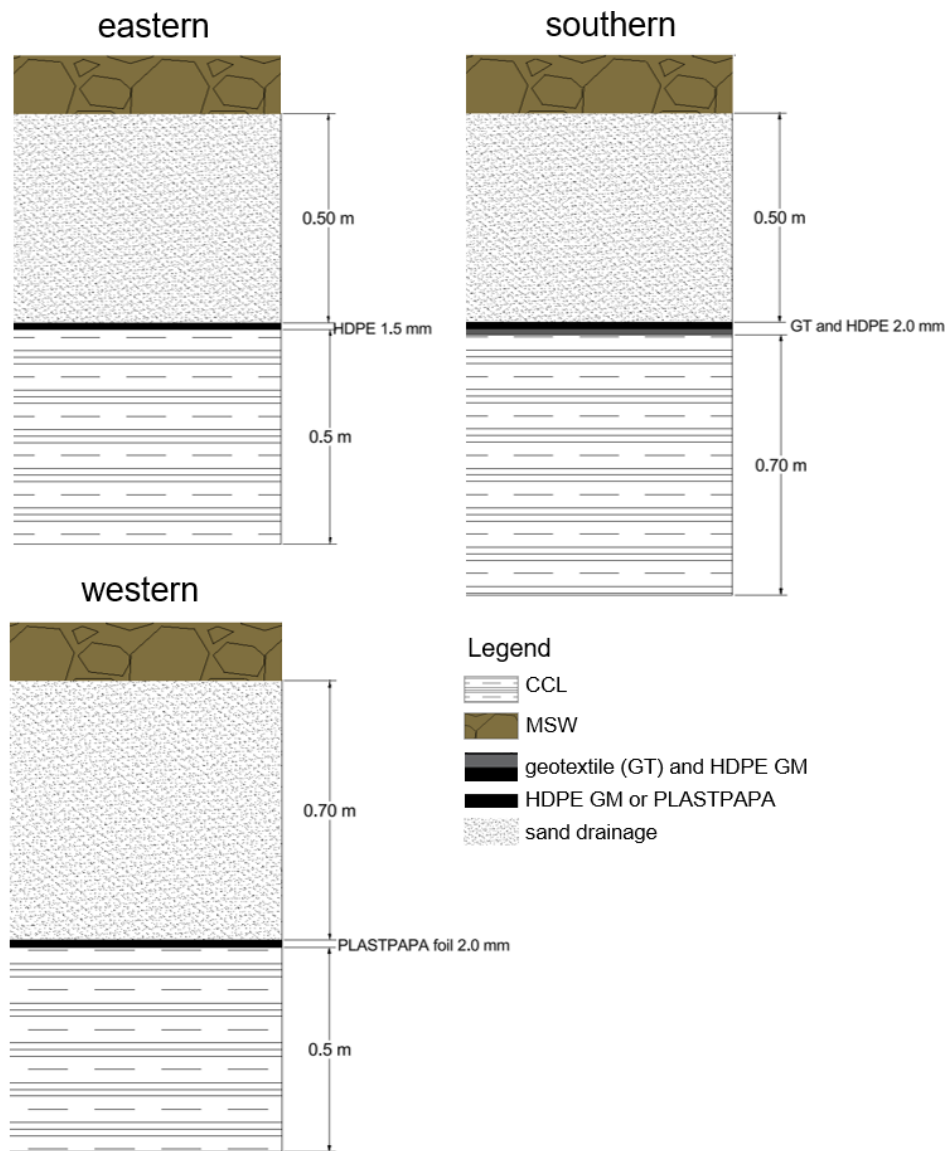 eastern
0.50 m
HDPE 1.5 mm
0.5 m
southern
0.50 m
GT and HDPE 2.0 mm
0.70 m
western
0.70 m
PLASTPAPA foil 2.0 mm
0.5 m
Legend
CCL
MSW
geotextile (GT) and HDPE GM
HDPE GM or PLASTPAPA
sand drainage